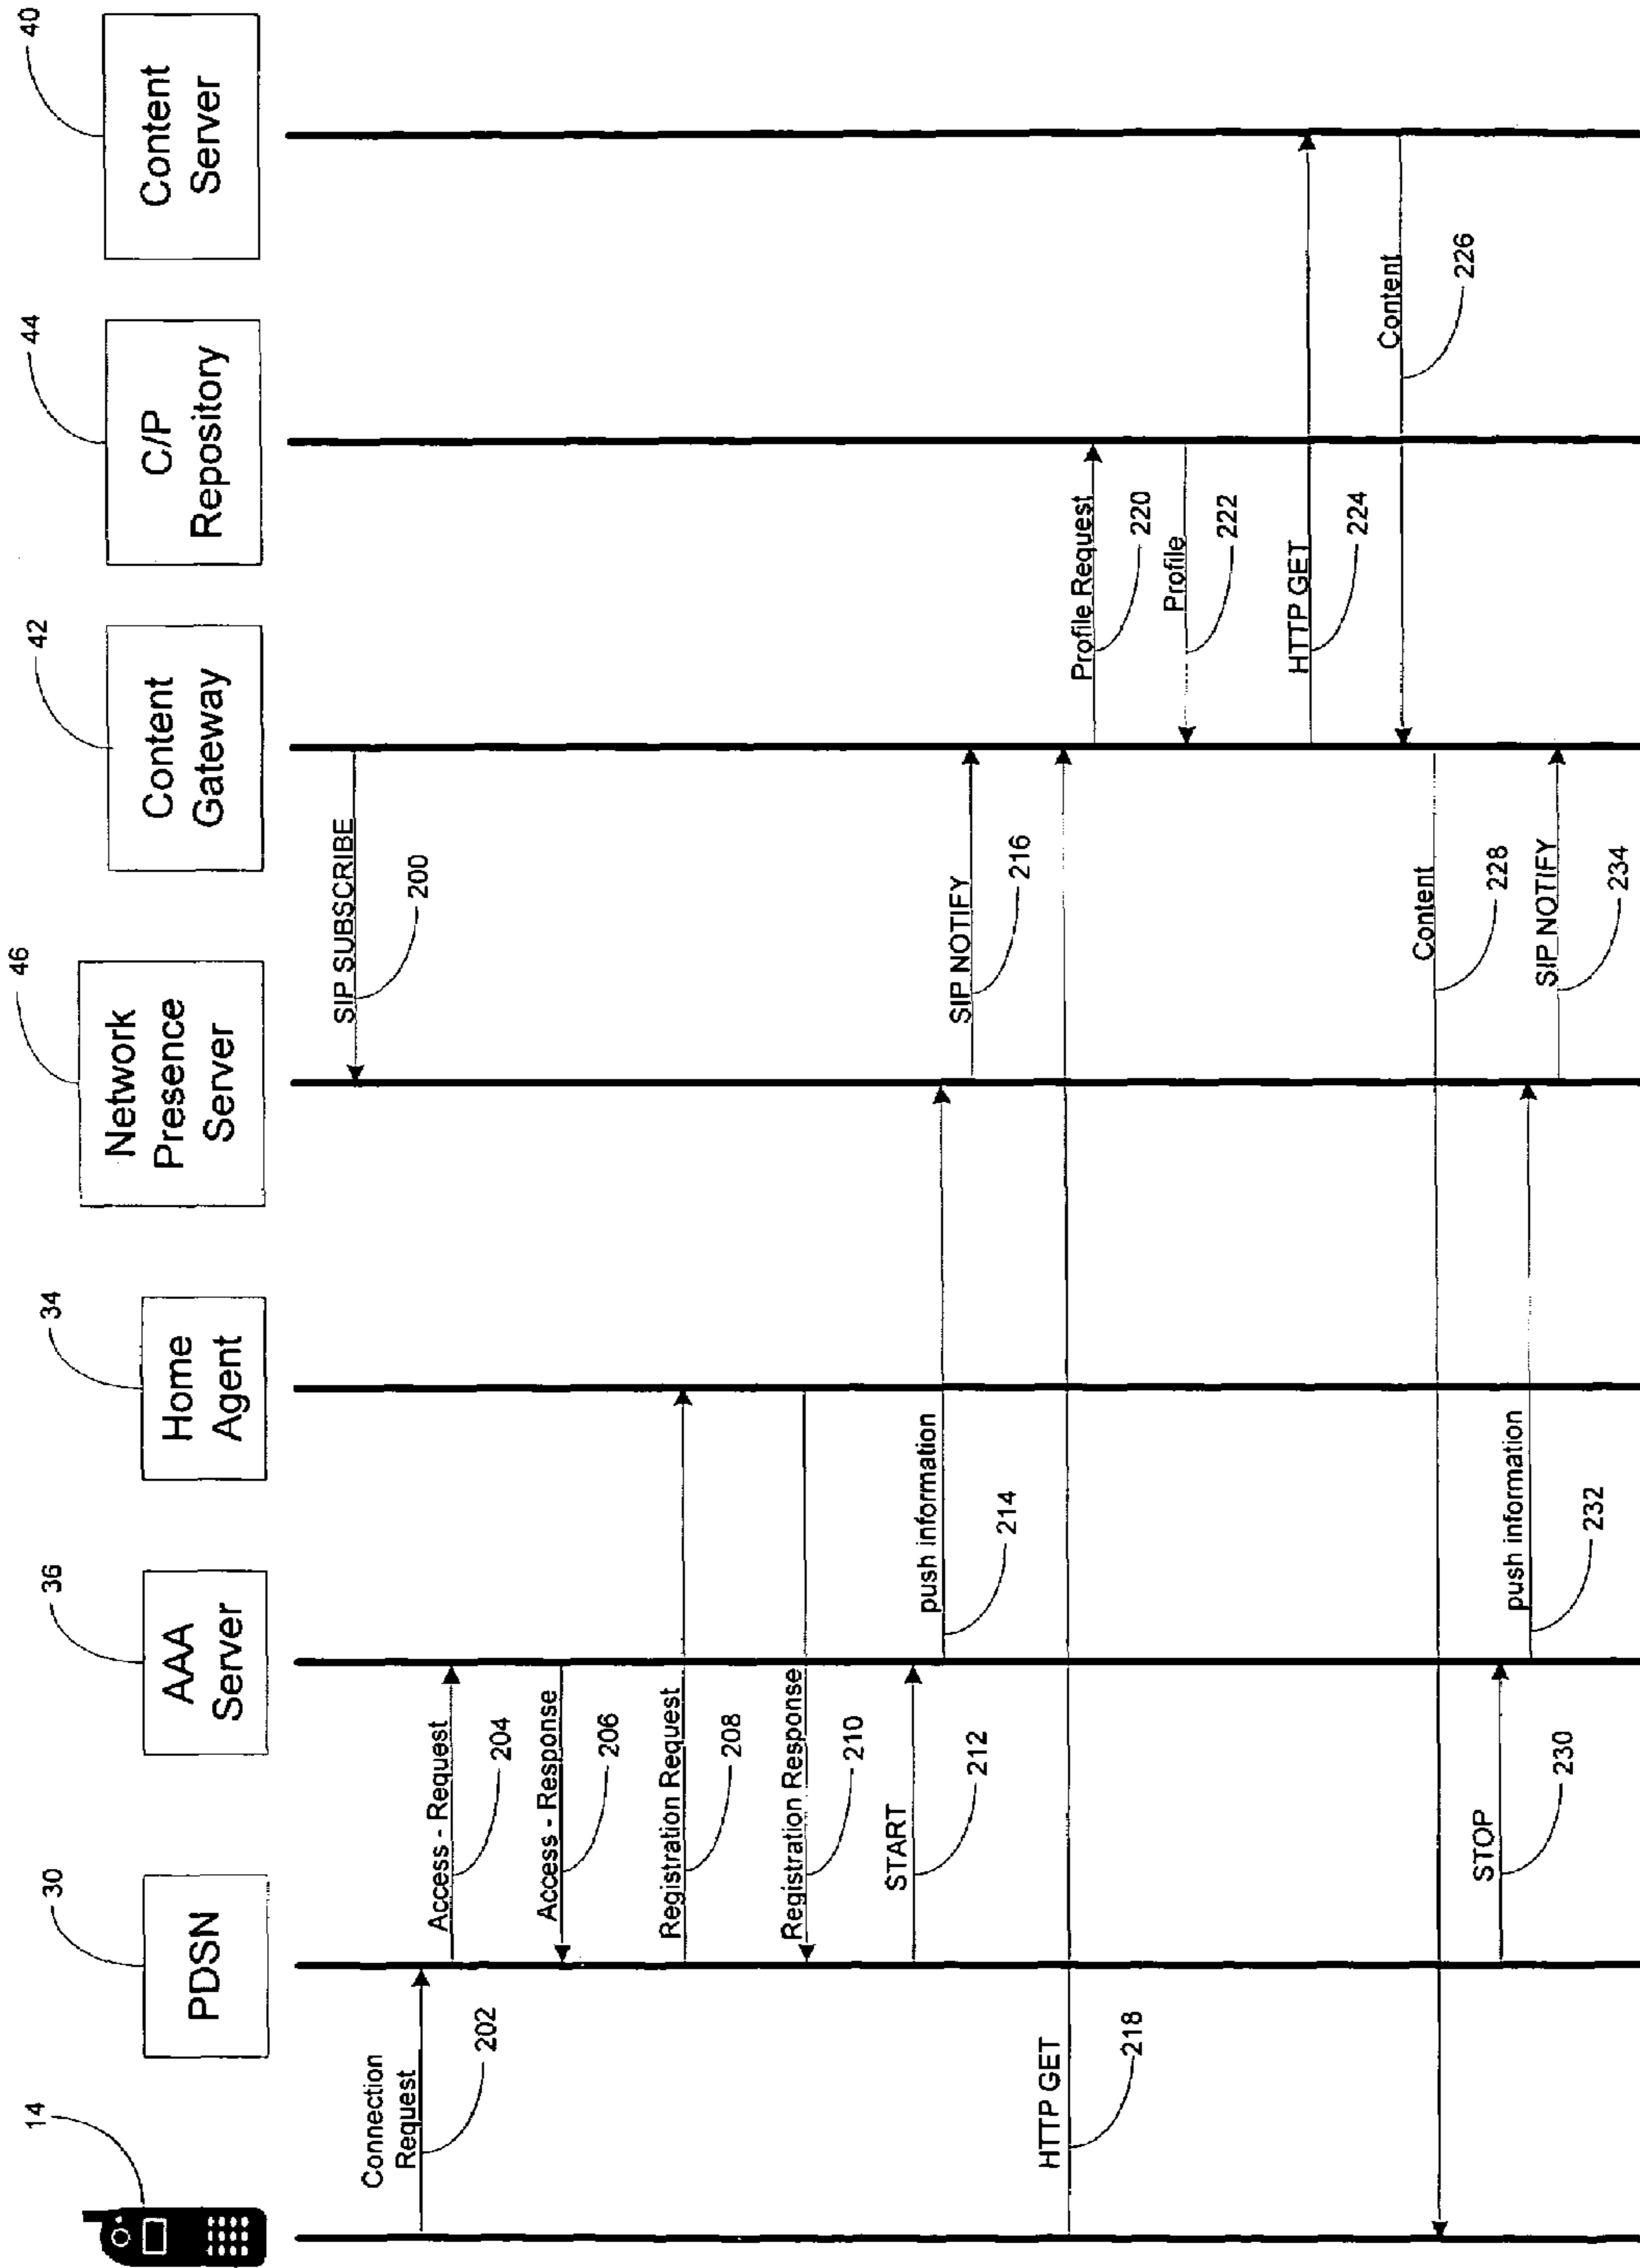 14
30
PDSN
36
AAA
Server
34
Home
Agent
46
Network
Presence
Server
42
Content
Gateway
44
C/P
Repository
40
Content
Server
SIP SUBSCRIBE
200
Connection
Request
202
Access - Request
204
Access - Response
206
Registration Request
208
Registration Response
210
START
212
push information
214
SIP NOTIFY
216
HTTP GET
218
Profile Request
220
Profile
222
HTTP GET
224
Content
226
Content
228
STOP
230
push information
232
SIP NOTIFY
234